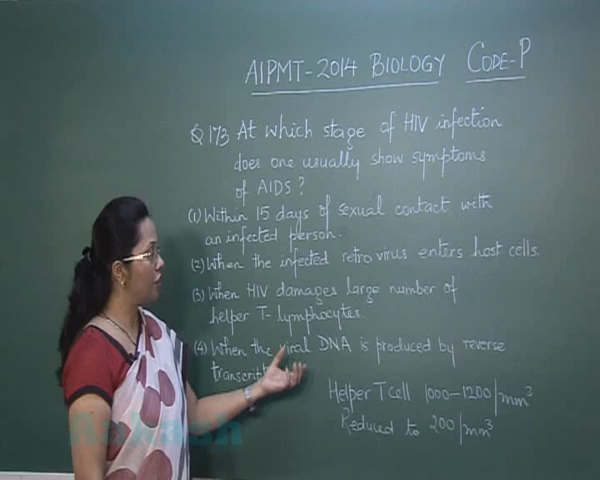 AIPMT-2014 BIOLOGY CODE-P
Q.173 At which stage of HIV infection
does one usually show symptoms
of AIDS?
(1) Within 15 days of sexual contact with
an infected person.
(2) When the infected retro virus enters host cells.
(3) When HIV damages large number of
helper T-lymphocytes.
(4) When the viral DNA is produced by reverse
Helper T Cell 1000-1200/mm³
Reduced to 200/mm³
Aakash